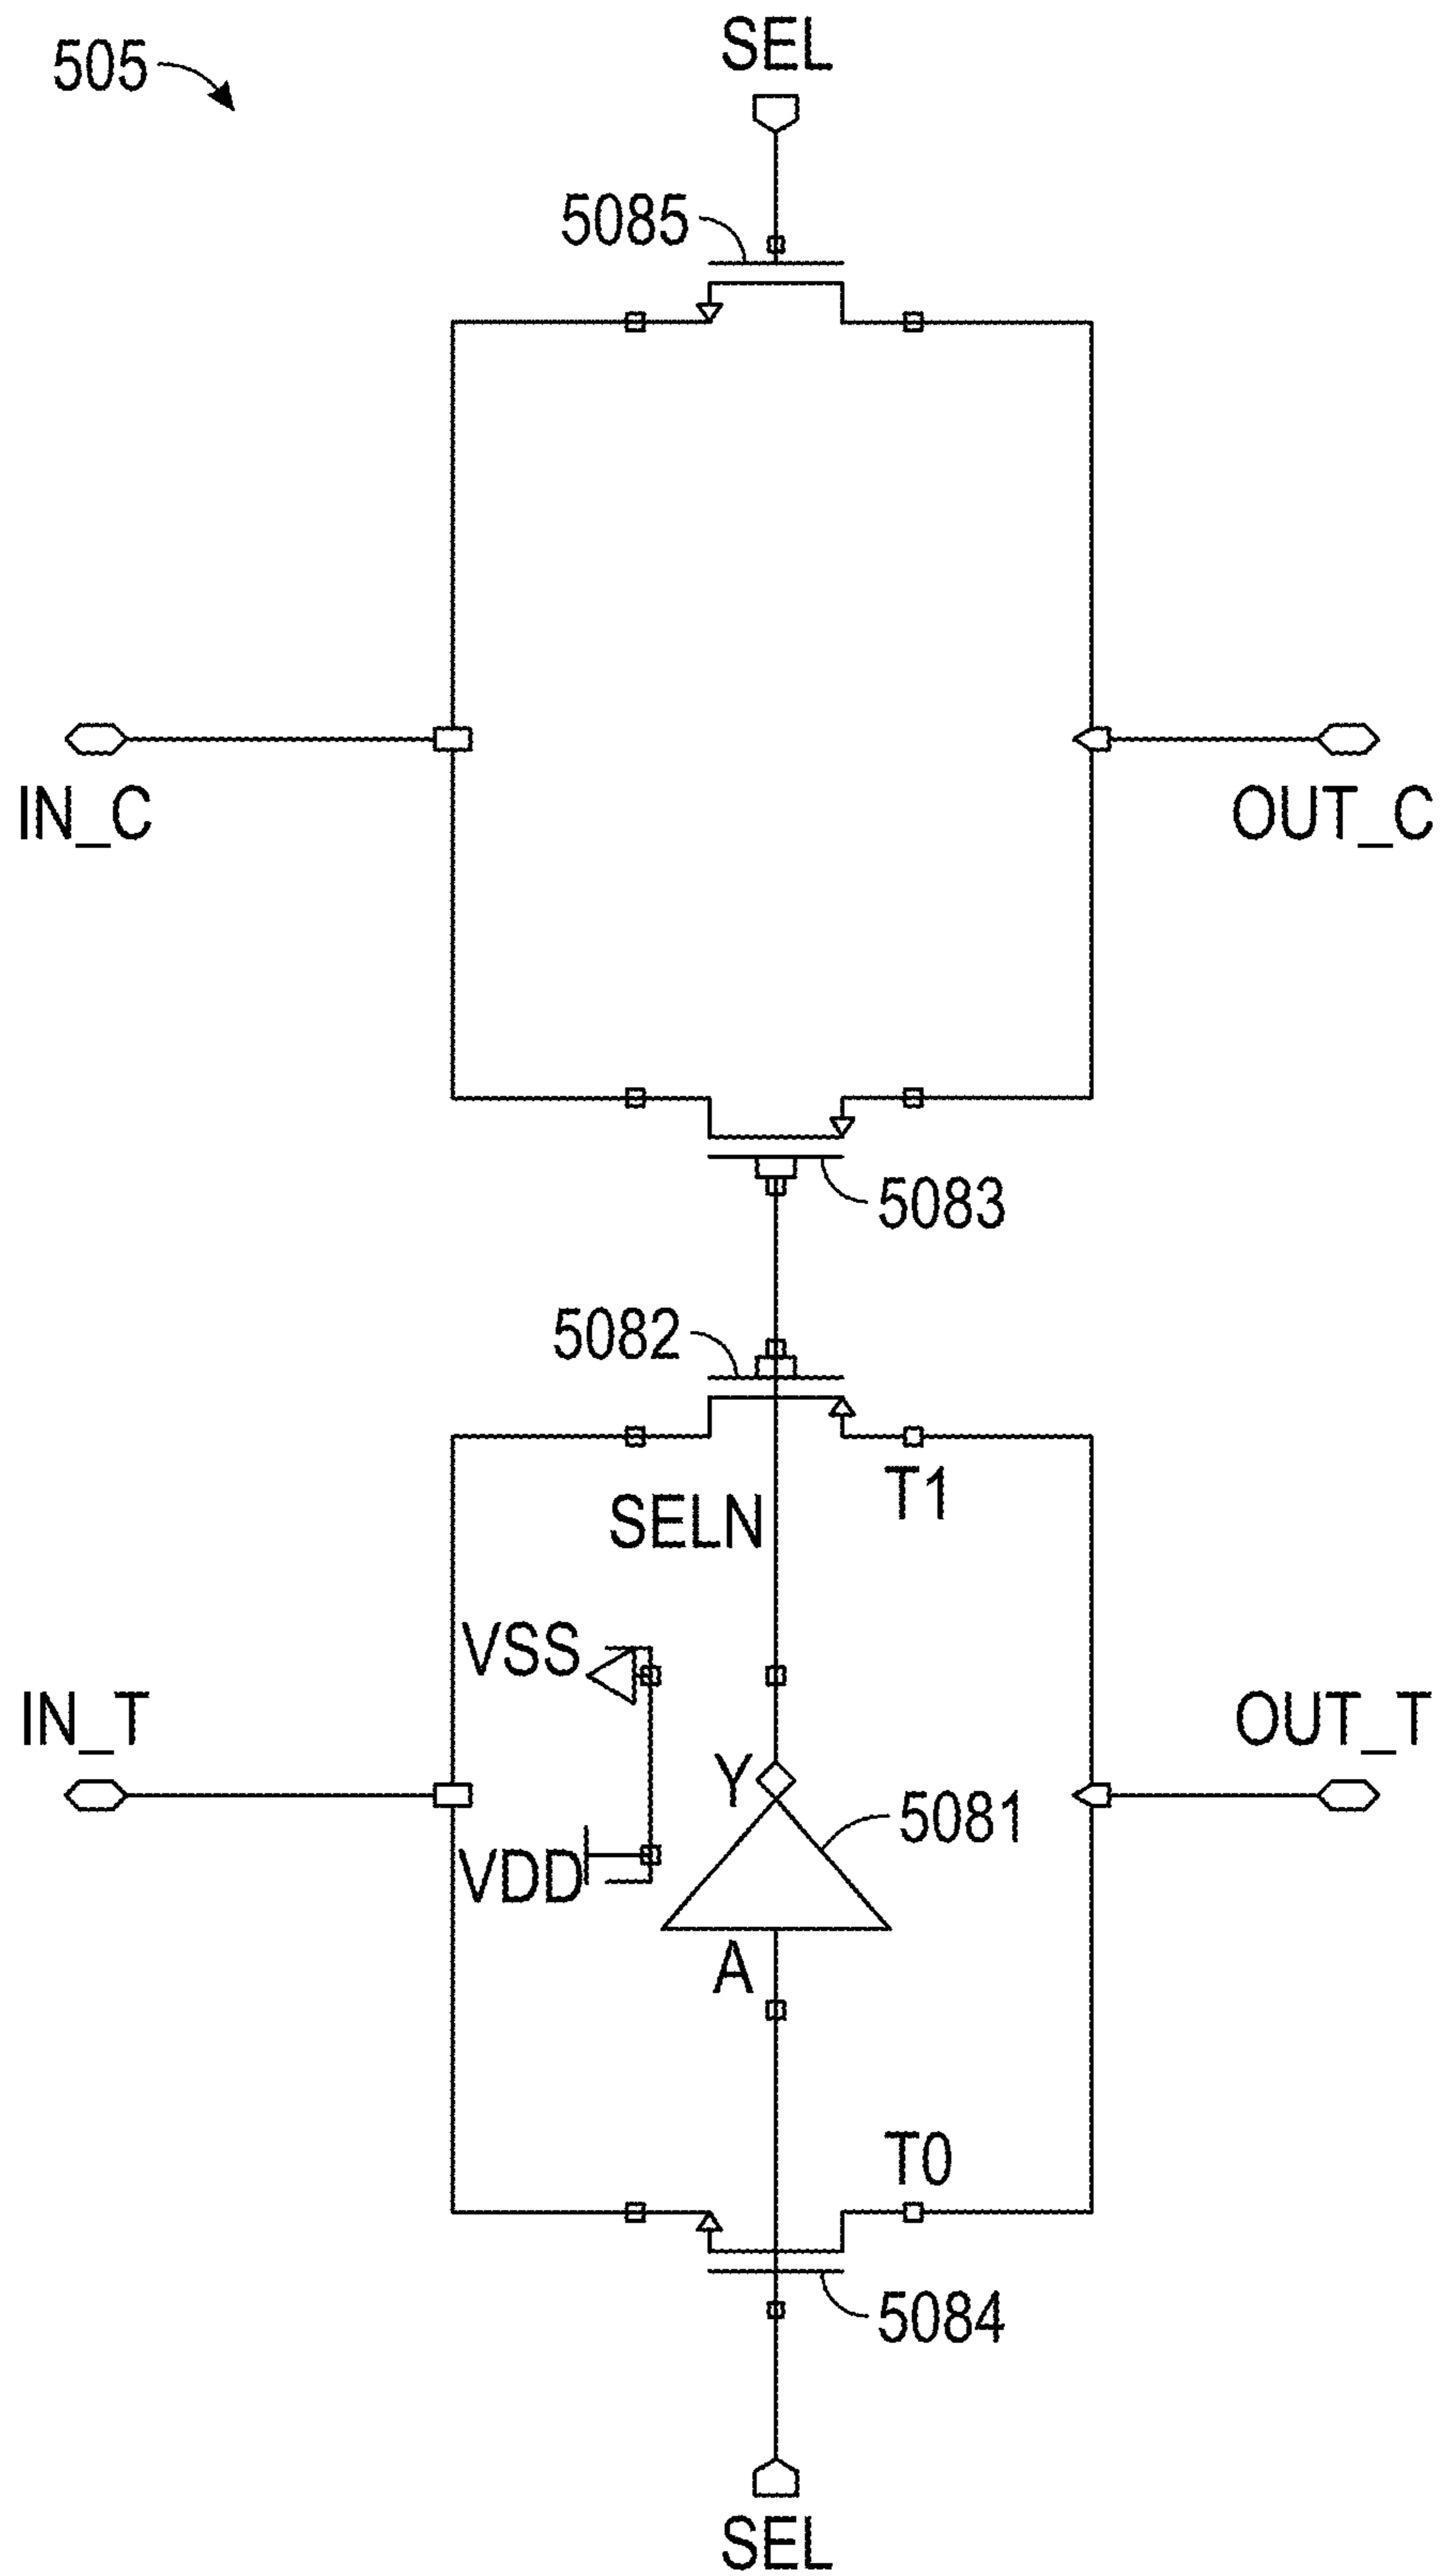 505
SEL
5085
IN_C
OUT_C
5083
5082
T1
SELN
VSS
IN_T
OUT_T
Y
5081
VDD
A
T0
5084
SEL